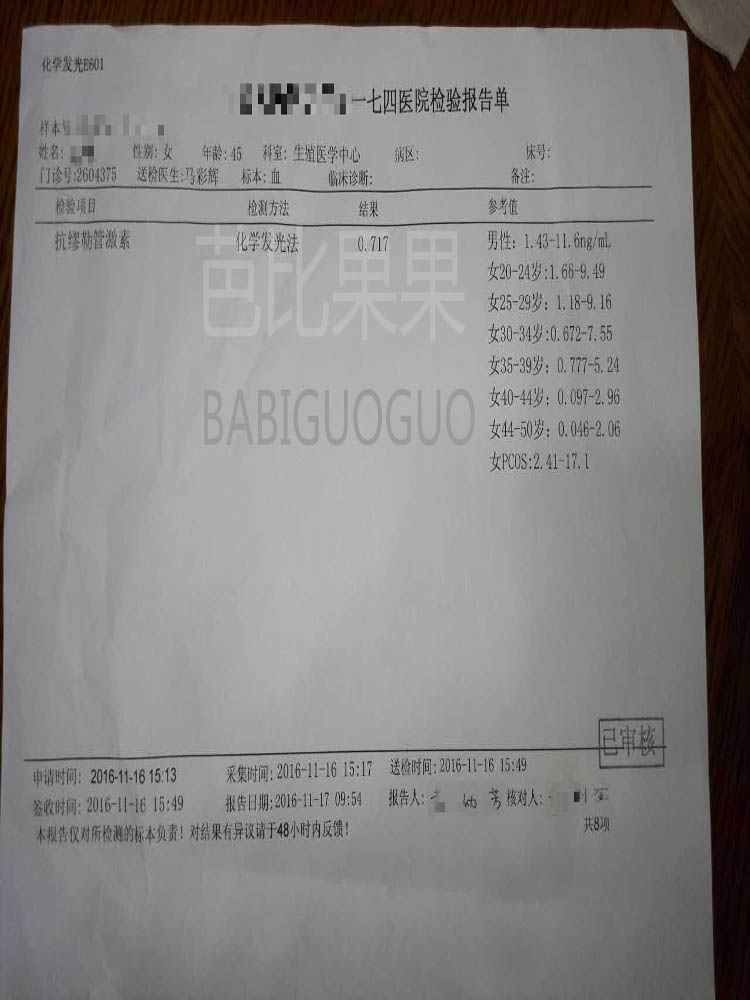 化学发光E601
一七四医院检验报告单
样本号
姓名: 性别: 女 年龄: 45 科室: 生殖医学中心 病区: 床号:
门诊号:2604375 送检医生:马彩辉 标本: 血 临床诊断: 备注:
检验项目 检测方法 结果 参考值
抗缪勒管激素 化学发光法 0.717 男性: 1.43-11.6ng/mL
女20-24岁:1.66-9.49
女25-29岁: 1.18-9.16
女30-34岁:0.672-7.55
女35-39岁: 0.777-5.24
女40-44岁: 0.097-2.96
女44-50岁: 0.046-2.06
女PCOS:2.41-17.1
芭比果果
BABIGUOGUO
已审核
申请时间: 2016-11-16 15:13 采集时间: 2016-11-16 15:17 送检时间: 2016-11-16 15:49
签收时间: 2016-11-16 15:49 报告日期: 2016-11-17 09:54 报告人: 核对人:
本报告仅对所检测的标本负责! 对结果有异议请于48小时内反馈! 共8项